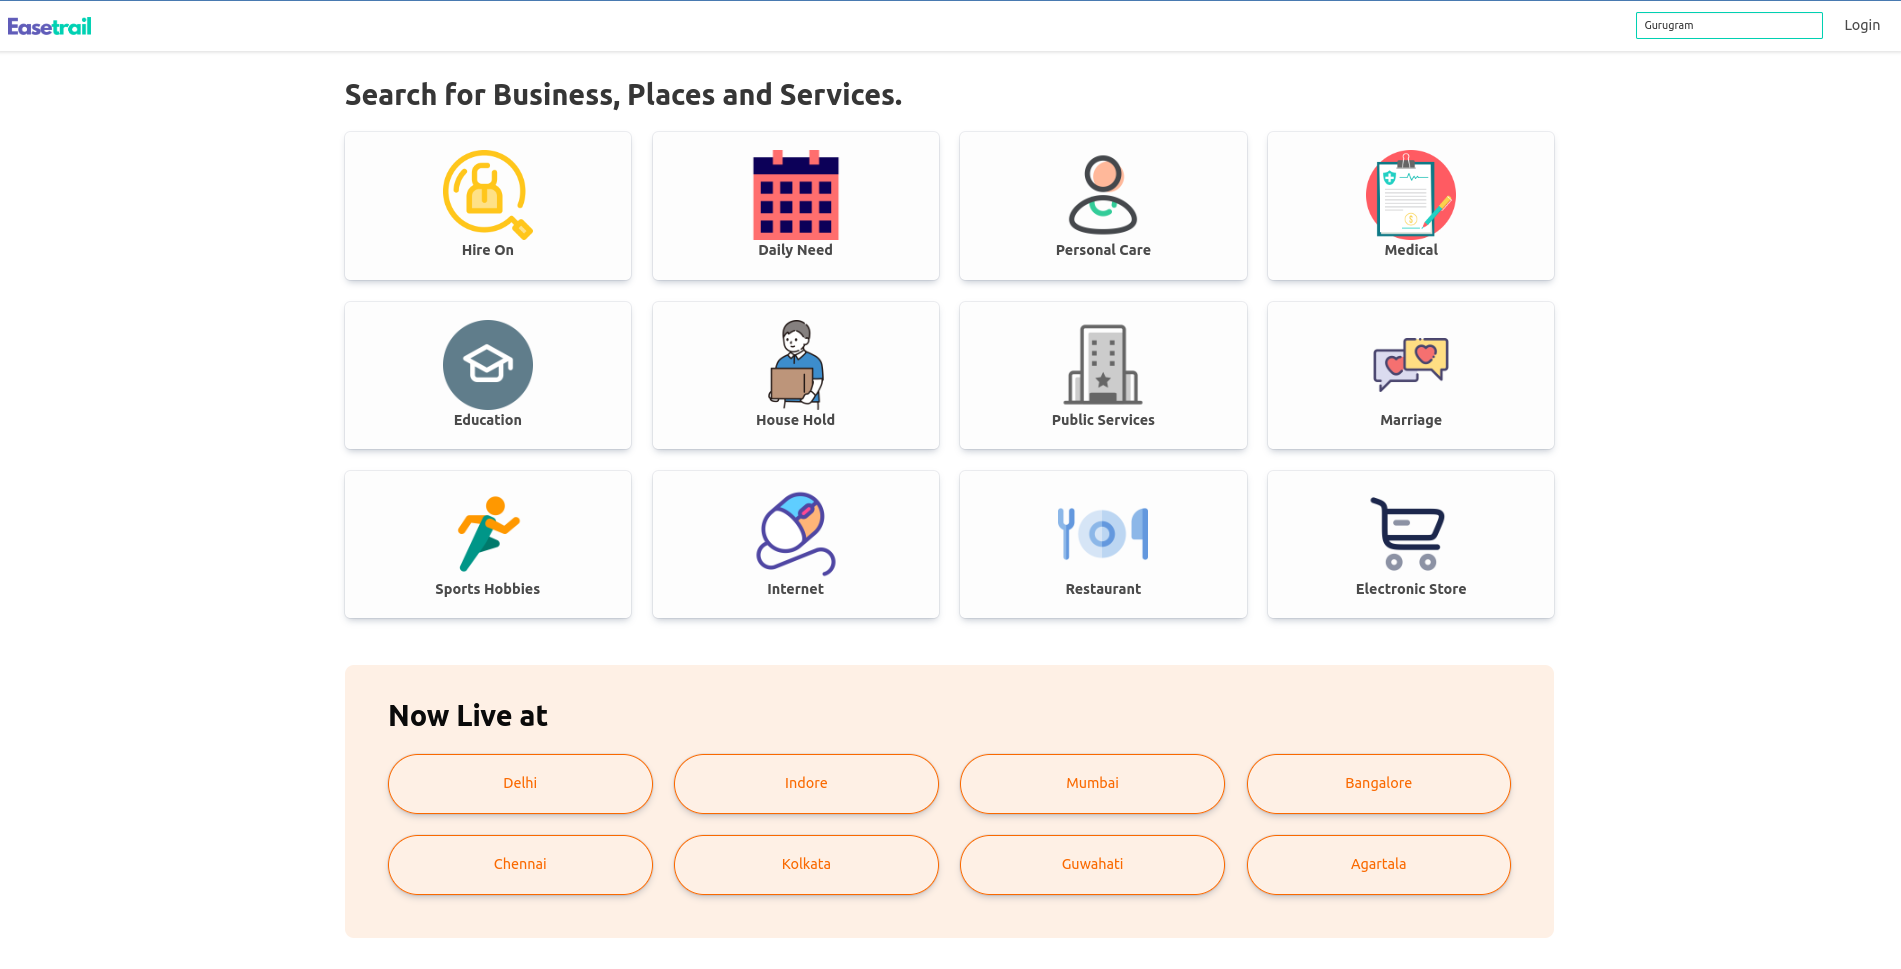 Easetrail
Gurugram
Login
Search for Business, Places and Services.
Hire On
Daily Need
Personal Care
Medical
Education
House Hold
Public Services
Marriage
Sports Hobbies
Internet
Restaurant
Electronic Store
Now Live at
Delhi
Indore
Mumbai
Bangalore
Chennai
Kolkata
Guwahati
Agartala